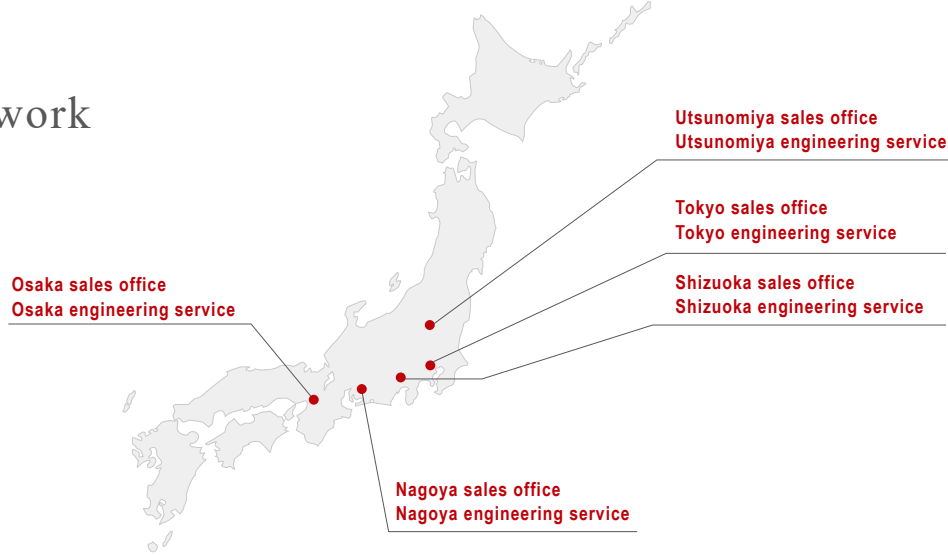 work
Utsunomiya sales office
Utsunomiya engineering service
Tokyo sales office
Tokyo engineering service
Shizuoka sales office
Shizuoka engineering service
Osaka sales office
Osaka engineering service
Nagoya sales office
Nagoya engineering service